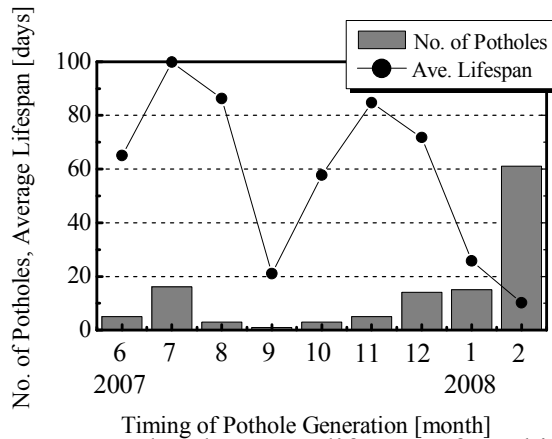 No. of Potholes
Ave. Lifespan
No. of Potholes, Average Lifespan [days]
100
80
60
40
20
0
6 7 8 9 10 11 12 1 2
2007 2008
Timing of Pothole Generation [month]